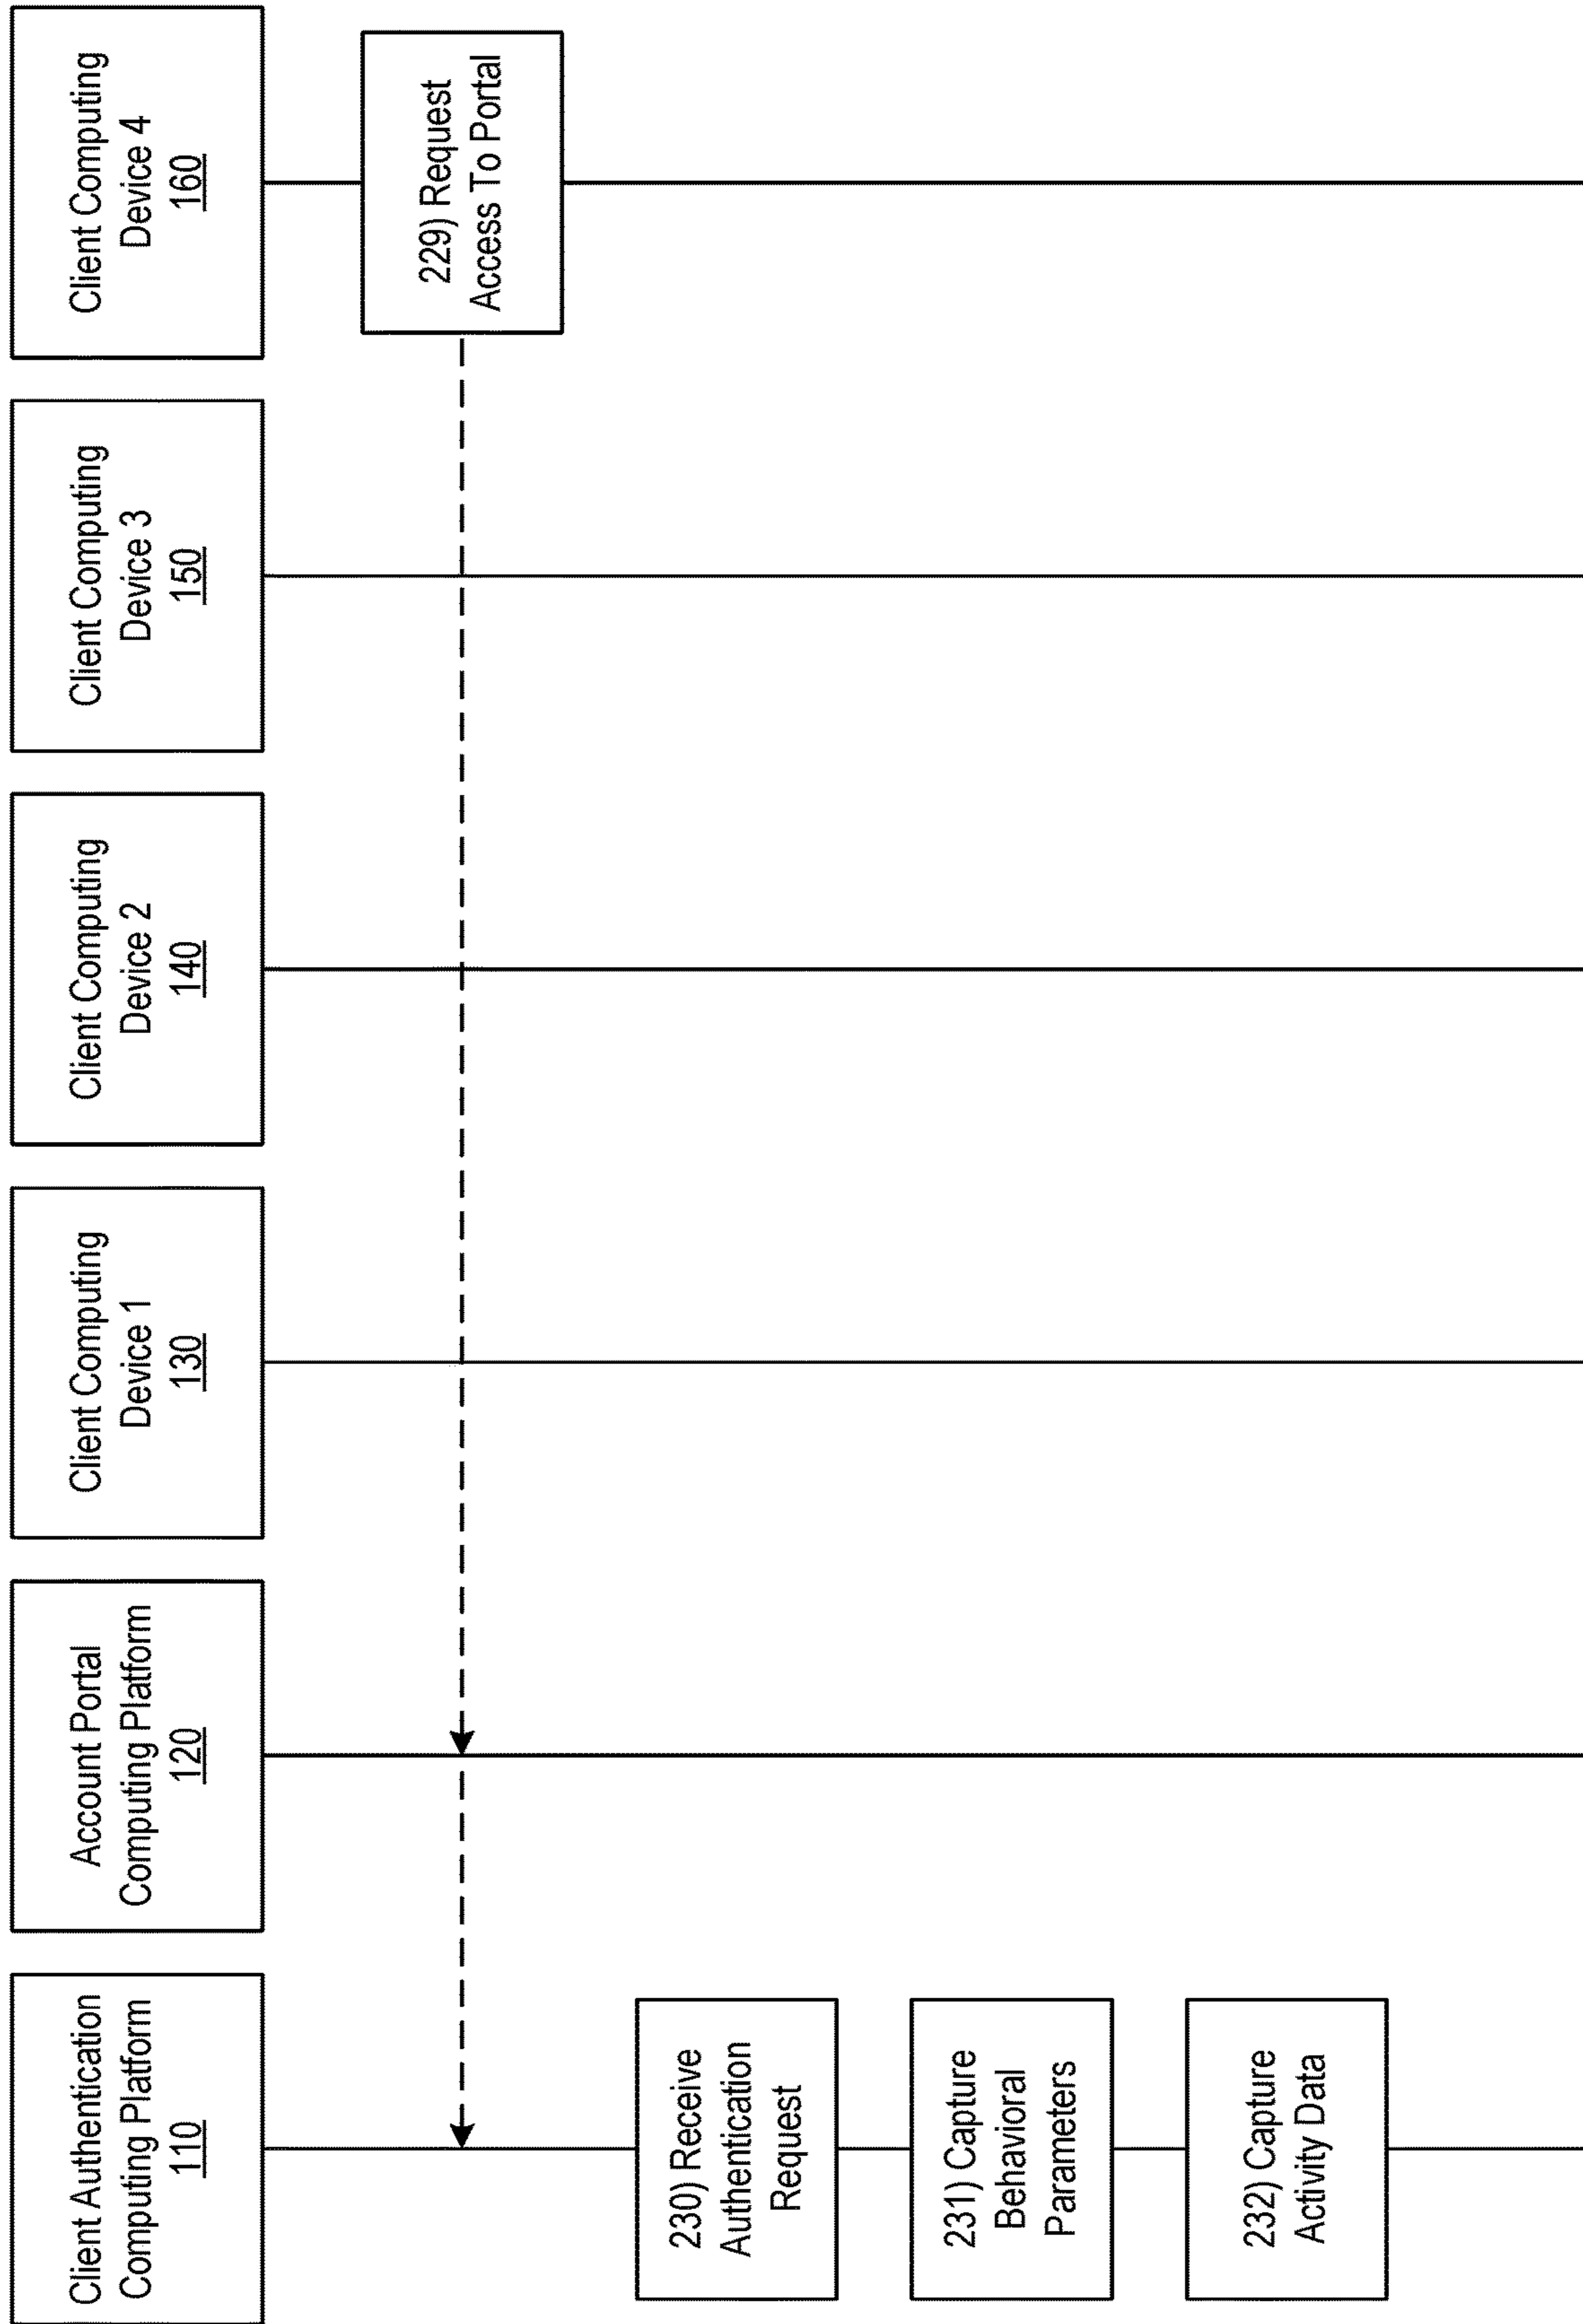 Client Authentication
Computing Platform
110
Account Portal
Computing Platform
120
Client Computing
Device 1
130
Client Computing
Device 2
140
Client Computing
Device 3
150
Client Computing
Device 4
160
229) Request
Access To Portal
230) Receive
Authentication
Request
231) Capture
Behavioral
Parameters
232) Capture
Activity Data